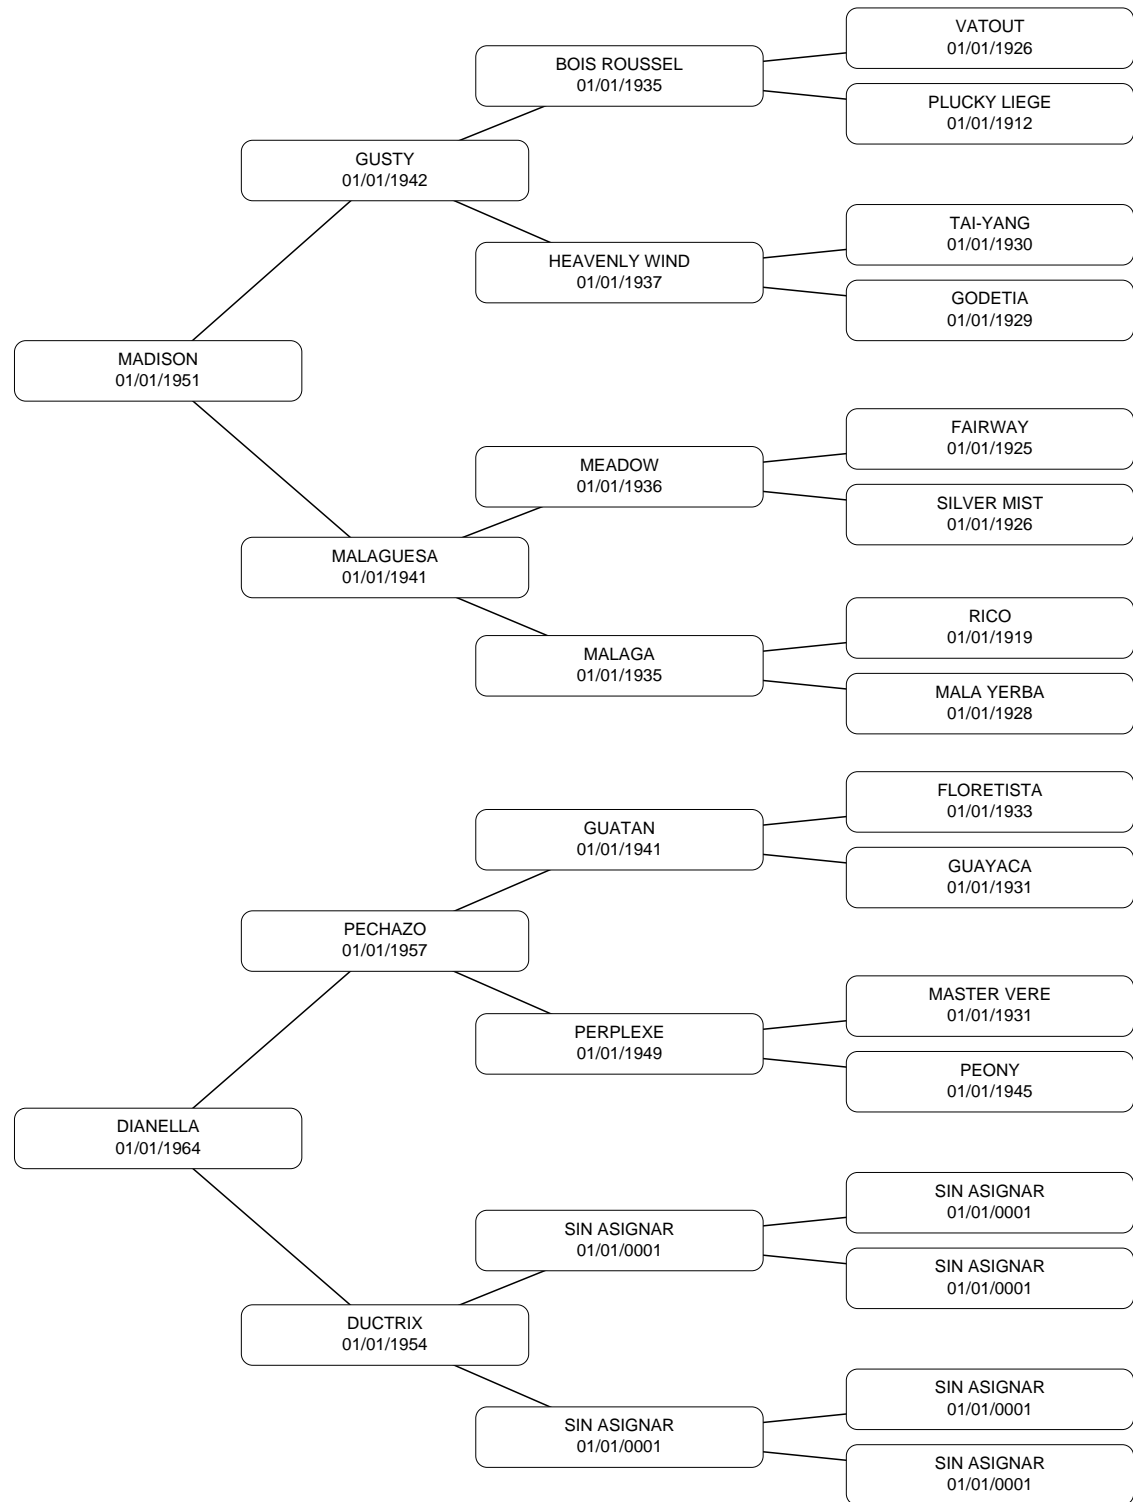 VATOUT
01/01/1926
BOIS ROUSSEL
01/01/1935
PLUCKY LIEGE
01/01/1912
GUSTY
01/01/1942
TAI-YANG
01/01/1930
HEAVENLY WIND
01/01/1937
GODETIA
01/01/1929
MADISON
01/01/1951
FAIRWAY
01/01/1925
MEADOW
01/01/1936
SILVER MIST
01/01/1926
MALAGUESA
01/01/1941
RICO
01/01/1919
MALAGA
01/01/1935
MALA YERBA
01/01/1928
FLORETISTA
01/01/1933
GUATAN
01/01/1941
GUAYACA
01/01/1931
PECHAZO
01/01/1957
MASTER VERE
01/01/1931
PERPLEXE
01/01/1949
PEONY
01/01/1945
DIANELLA
01/01/1964
SIN ASIGNAR
01/01/0001
SIN ASIGNAR
01/01/0001
SIN ASIGNAR
01/01/0001
DUCTRIX
01/01/1954
SIN ASIGNAR
01/01/0001
SIN ASIGNAR
01/01/0001
SIN ASIGNAR
01/01/0001